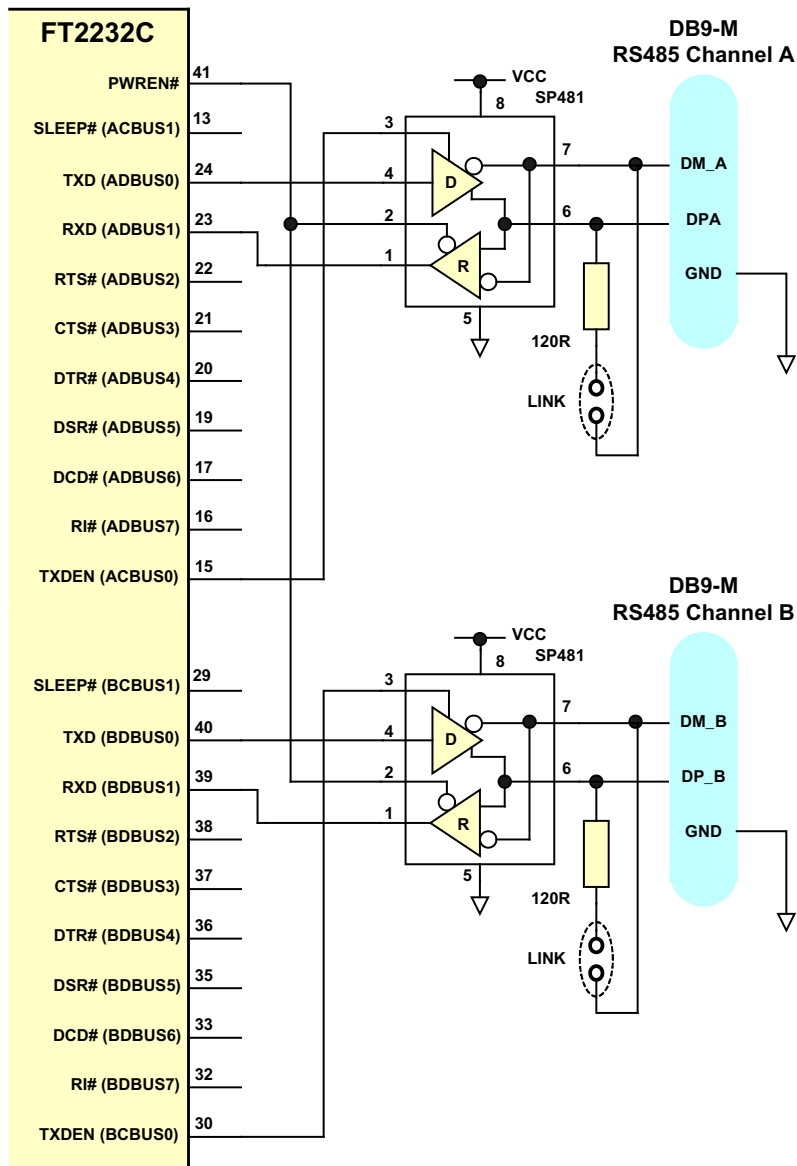 FT2232C
PWREN# 41
SLEEP# (ACBUS1) 13
TXD (ADBUS0) 24
RXD (ADBUS1) 23
RTS# (ADBUS2) 22
CTS# (ADBUS3) 21
DTR# (ADBUS4) 20
DSR# (ADBUS5) 19
DCD# (ADBUS6) 17
RI# (ADBUS7) 16
TXDEN (ACBUS0) 15
SLEEP# (BCBUS1) 29
TXD (BDBUS0) 40
RXD (BDBUS1) 39
RTS# (BDBUS2) 38
CTS# (BDBUS3) 37
DTR# (BDBUS4) 36
DSR# (BDBUS5) 35
DCD# (BDBUS6) 33
RI# (BDBUS7) 32
TXDEN (BCBUS0) 30
DB9-M
RS485 Channel A
VCC
8
SP481
3
4
2
1
D
R
7
6
5
DM_A
DPA
GND
120R
LINK
DB9-M
RS485 Channel B
VCC
8
SP481
3
4
2
1
D
R
7
6
5
DM_B
DP_B
GND
120R
LINK